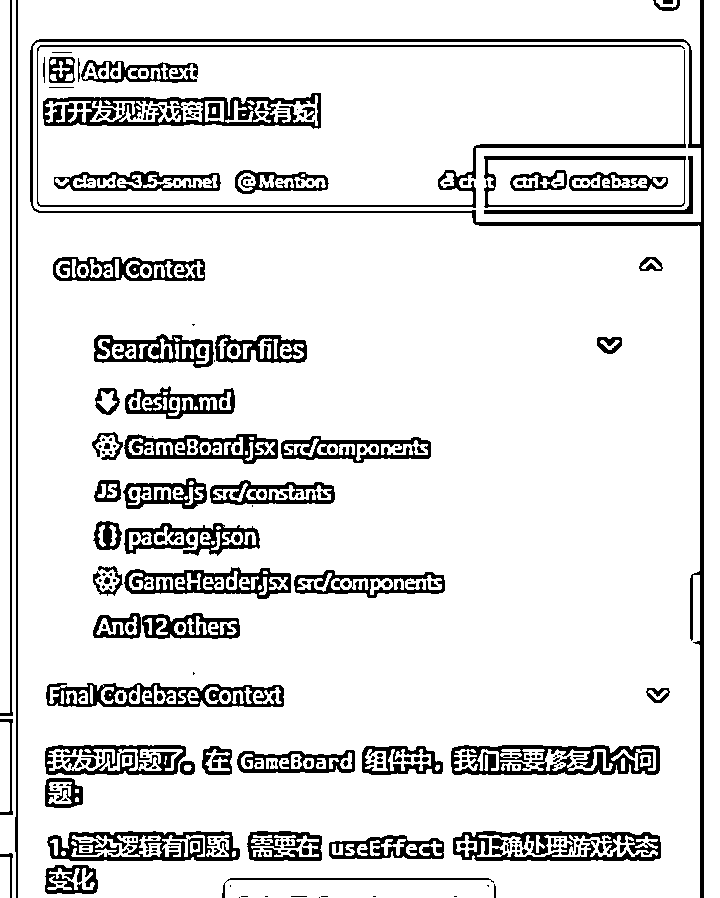 Add context
打开发现游戏窗口上没有蛇
claude-3.5-sonnet @ Mention chat ctrl+⏎ codebase
Global Context
Searching for files
design.md
GameBoard.jsx src/components
JS game.js src/constants
{} package.json
GameHeader.jsx src/components
And 12 others
Final Codebase Context
我发现问题了。在 GameBoard 组件中，我们需要修复几个问
题：
1. 渲染逻辑有问题，需要在 useEffect 中正确处理游戏状态
变化